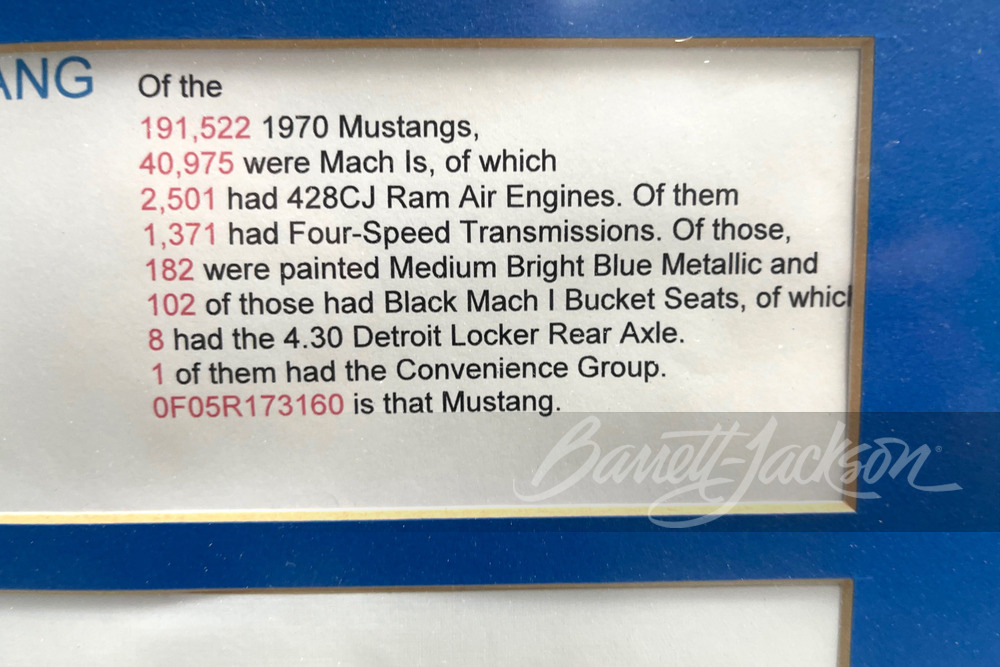 ANG
Of the
191,522 1970 Mustangs,
40,975 were Mach Is, of which
2,501 had 428CJ Ram Air Engines. Of them
1,371 had Four-Speed Transmissions. Of those,
182 were painted Medium Bright Blue Metallic and
102 of those had Black Mach I Bucket Seats, of which
8 had the 4.30 Detroit Locker Rear Axle.
1 of them had the Convenience Group.
0F05R173160 is that Mustang.
Barrett-Jackson®